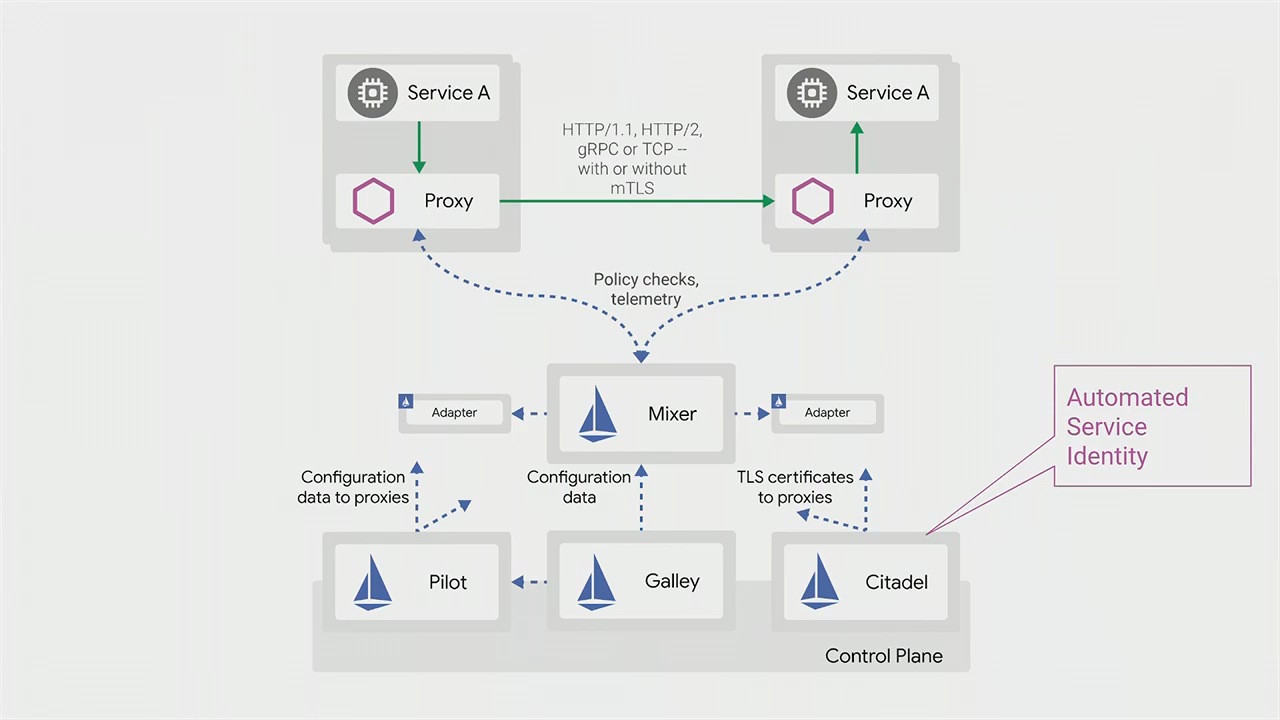 Service A
Service A
HTTP/1.1, HTTP/2,
gRPC or TCP --
with or without
mTLS
Proxy
Proxy
Policy checks,
telemetry
Adapter
Mixer
Adapter
Automated
Service
Identity
Configuration
data to proxies
Configuration
data
TLS certificates
to proxies
Pilot
Galley
Citadel
Control Plane